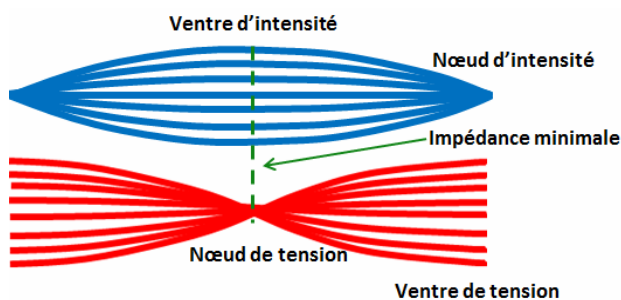 Ventre d’intensité
Nœud d’intensité
Impédance minimale
Nœud de tension
Ventre de tension